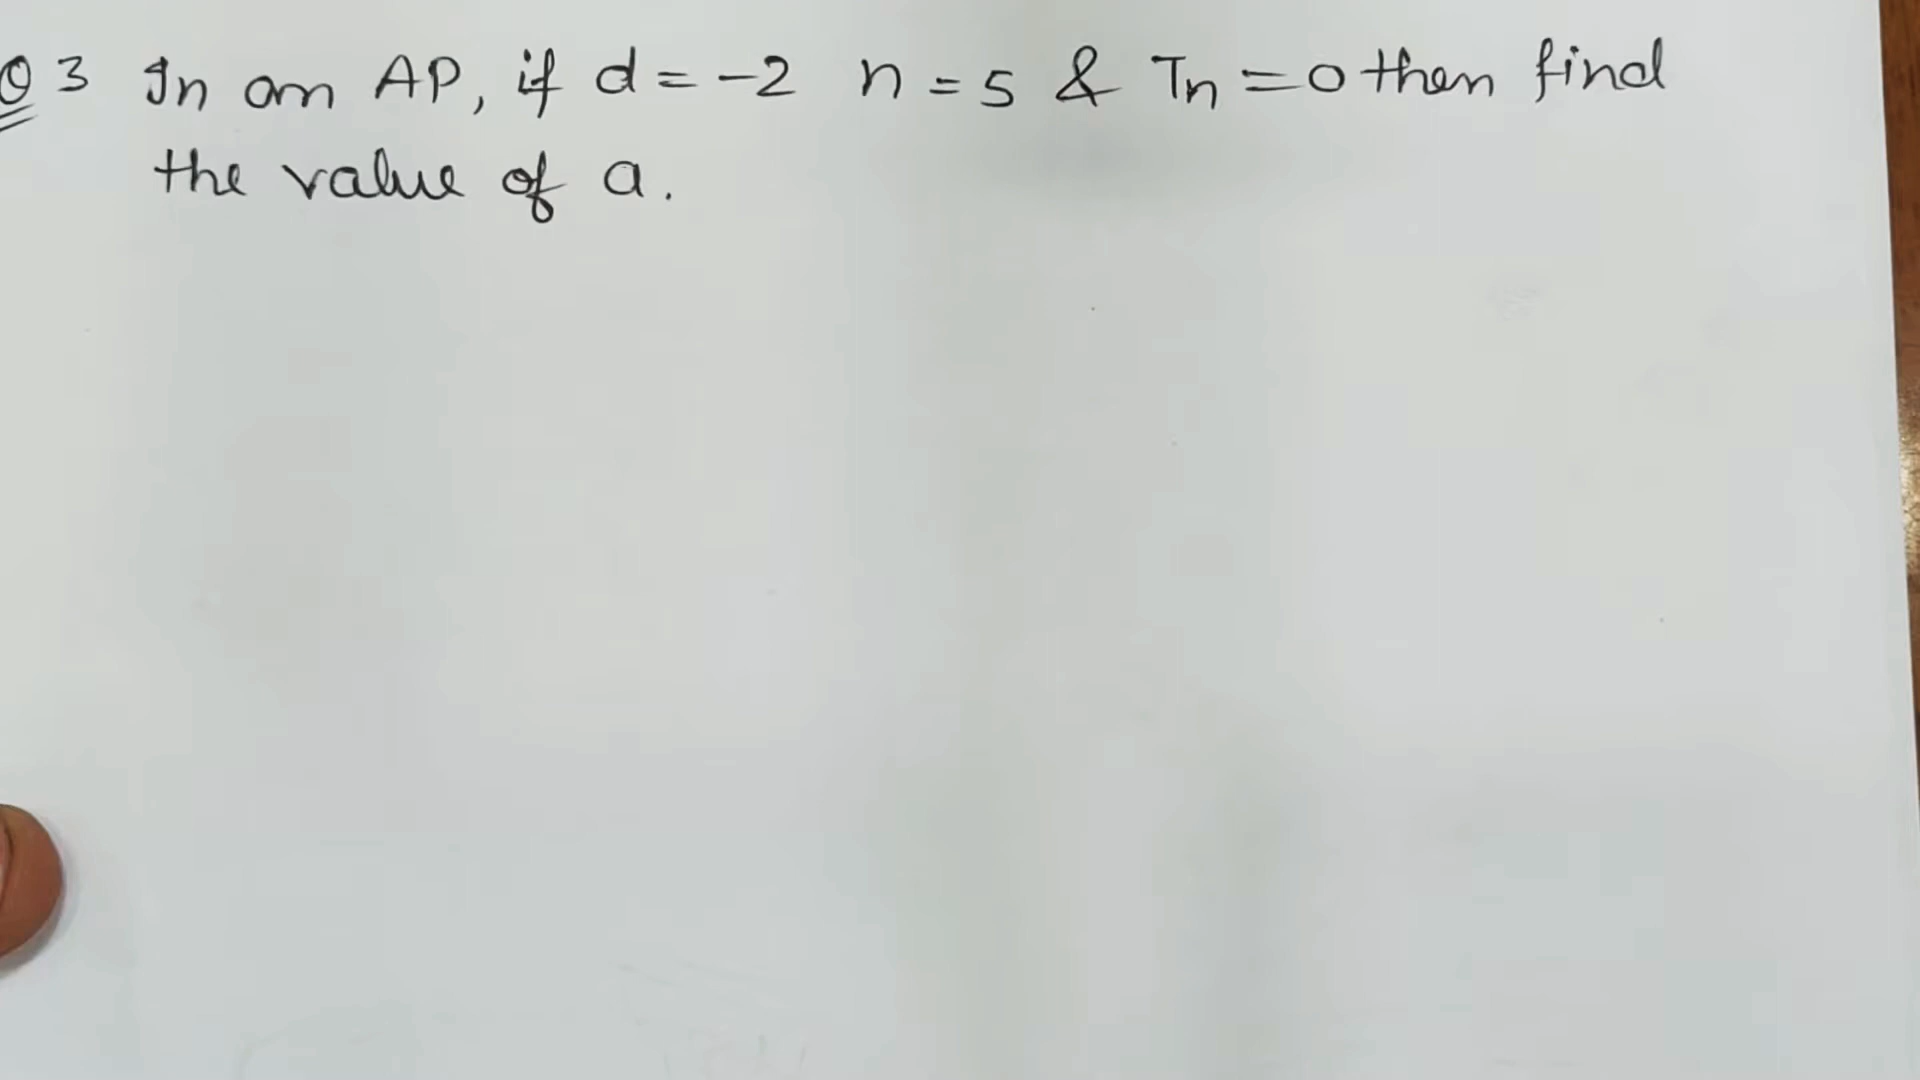 Q3 In an AP, if d = -2 n = 5 & Tn = 0 then find
the value of a.